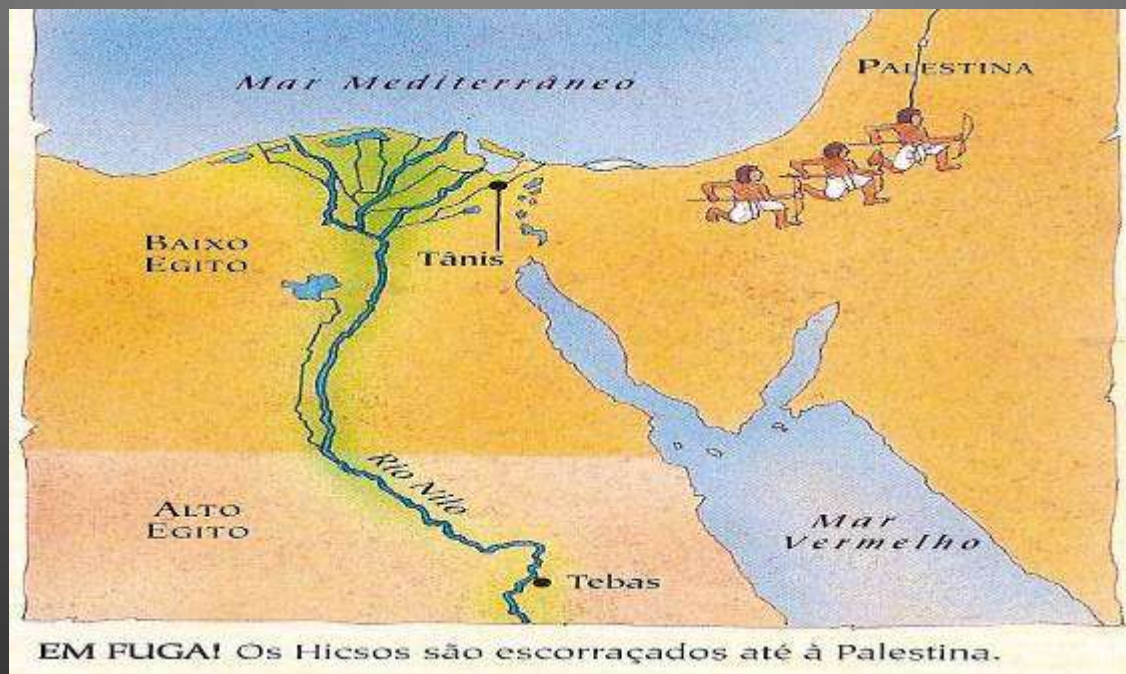 Mar Mediterrâneo
PALESTINA
BAIXO
EGITO
Tânis
Rio Nilo
ALTO
EGITO
Mar
Vermelho
Tebas
EM FUGA! Os Hicsos são escorraçados até à Palestina.